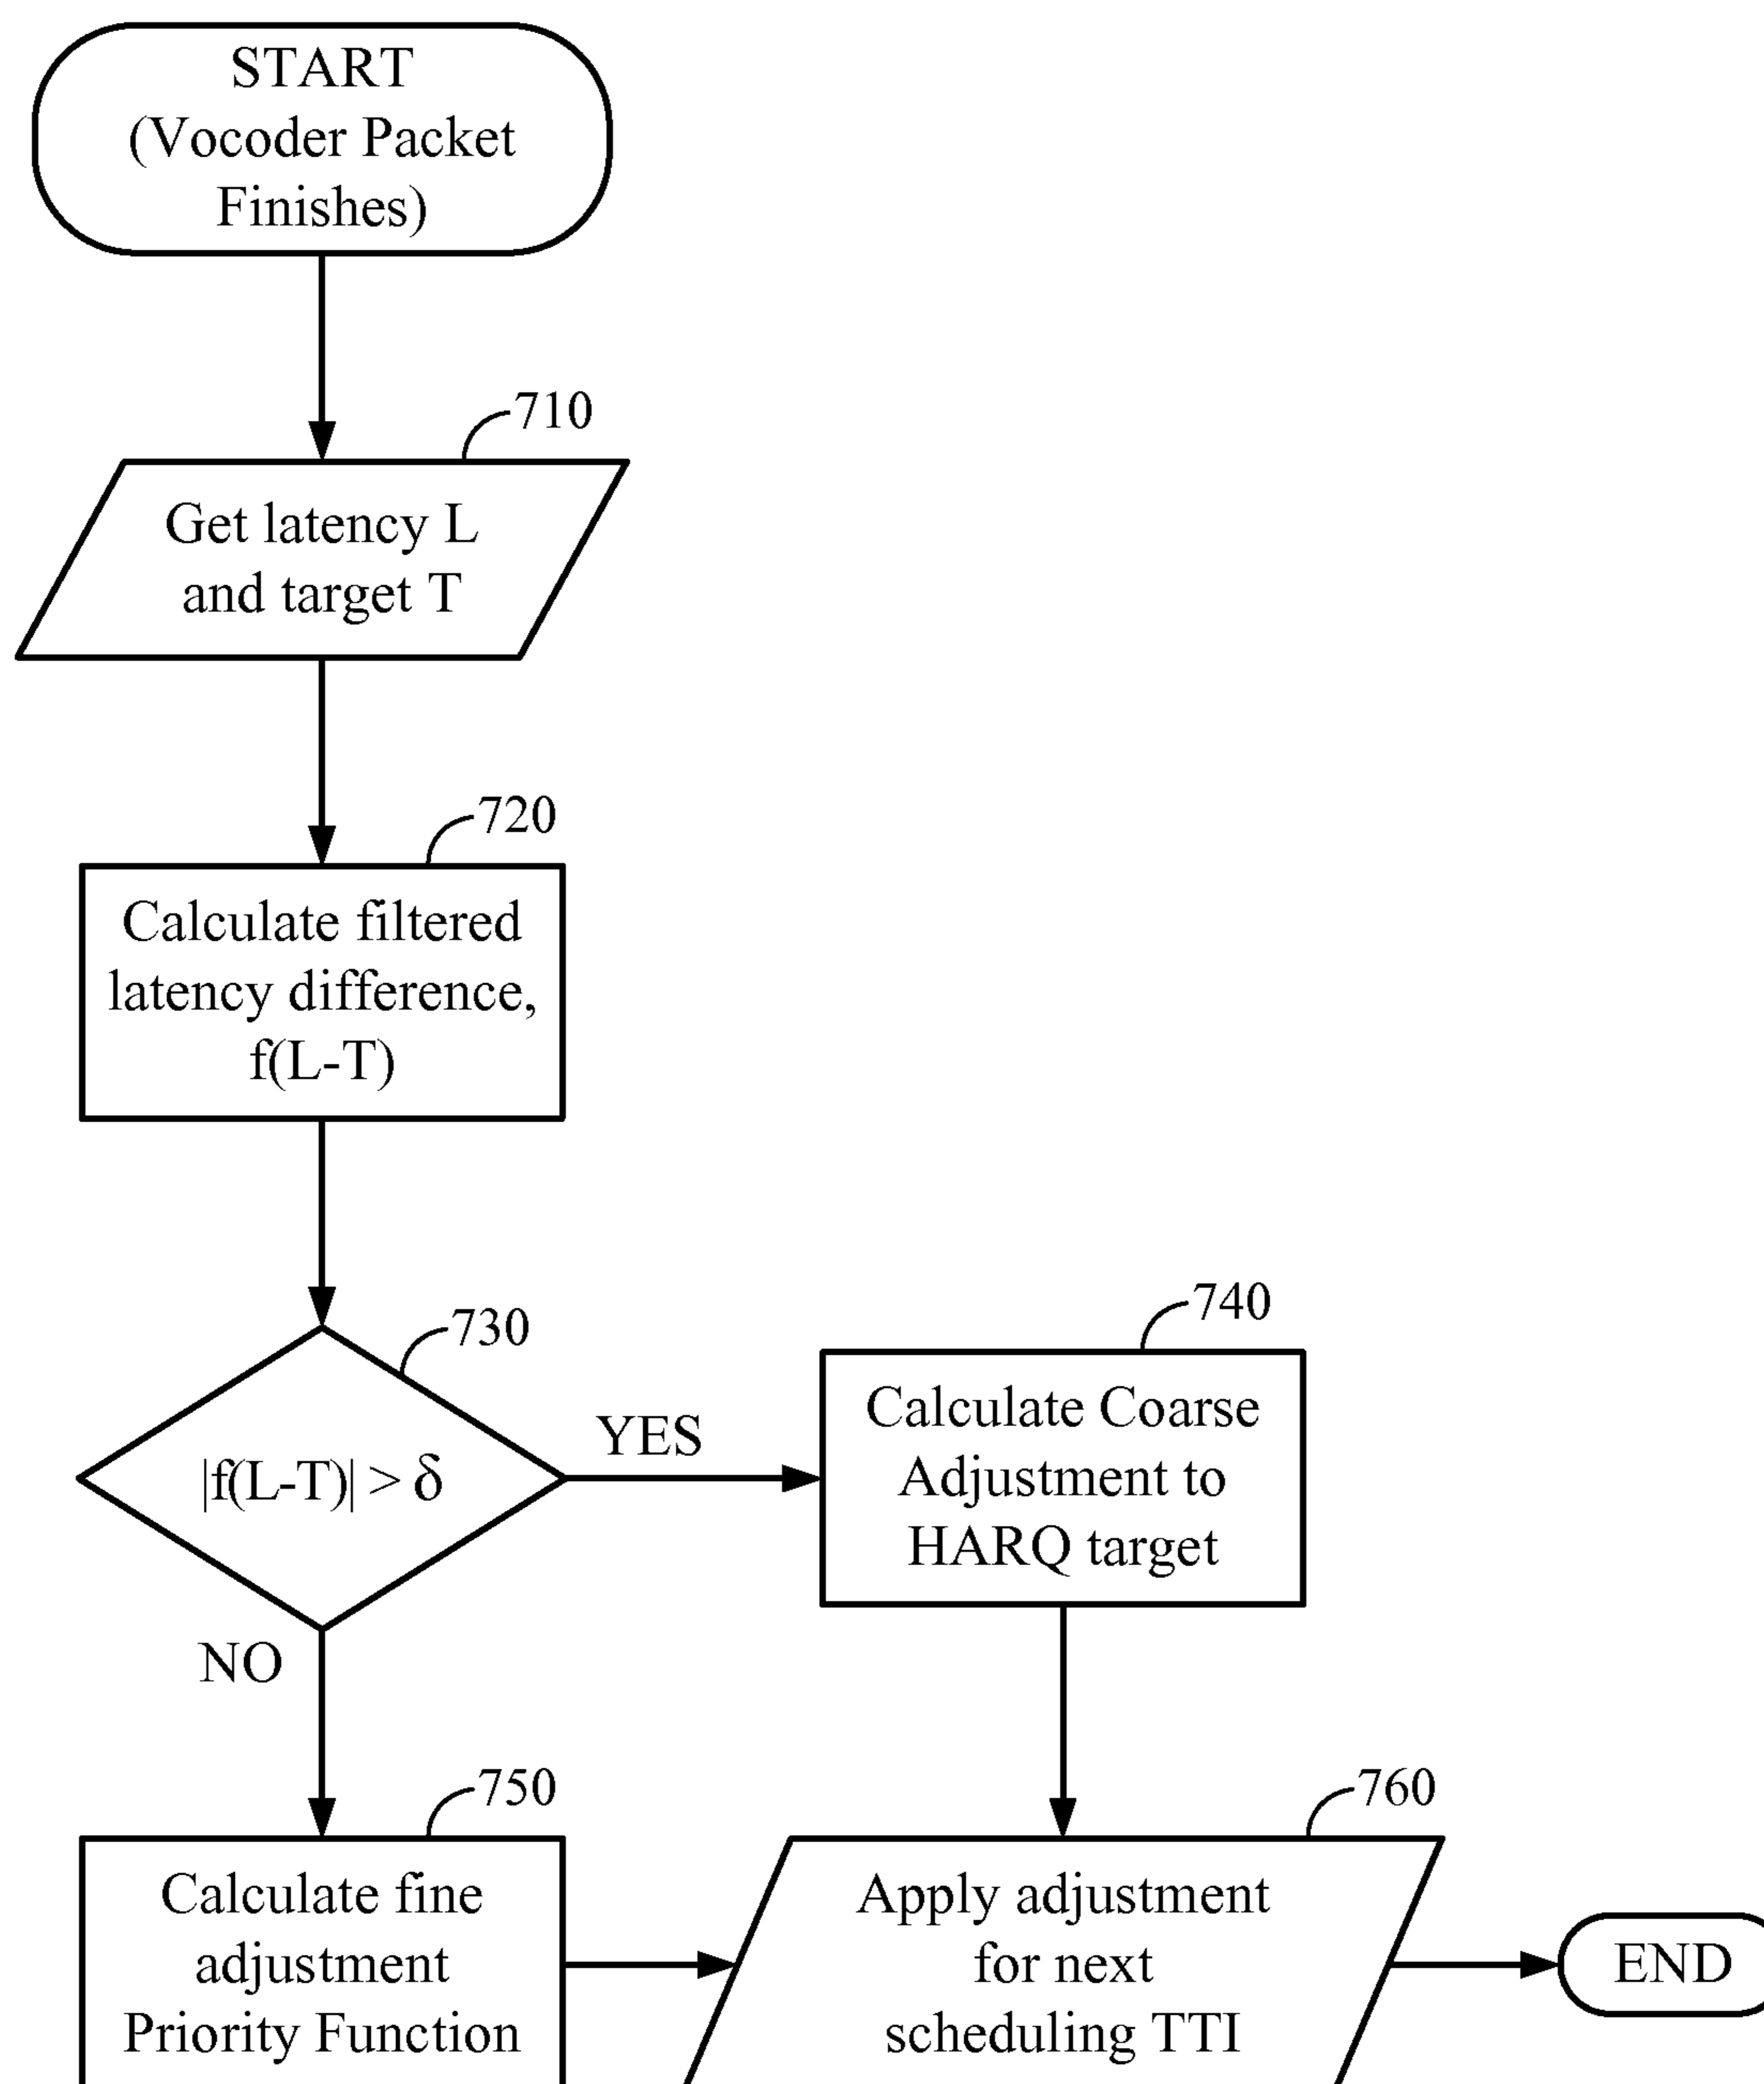 START
(Vocoder Packet
Finishes)
710
Get latency L
and target T
720
Calculate filtered
latency difference,
f(L-T)
730
|f(L-T)| > δ
YES
740
Calculate Coarse
Adjustment to
HARQ target
NO
750
Calculate fine
adjustment
Priority Function
760
Apply adjustment
for next
scheduling TTI
END